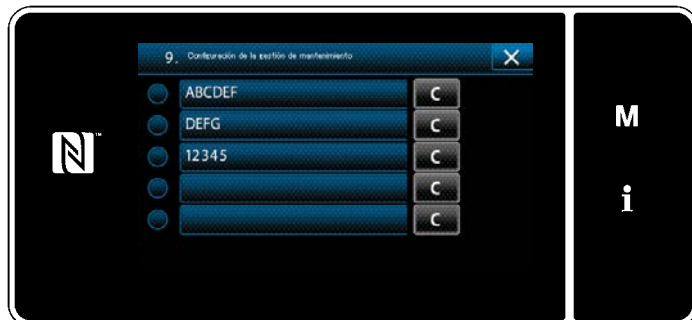 9. Configuración de la gestión de mantenimiento
ABCDEF C
DEFG C
12345 C
C
C
M
i